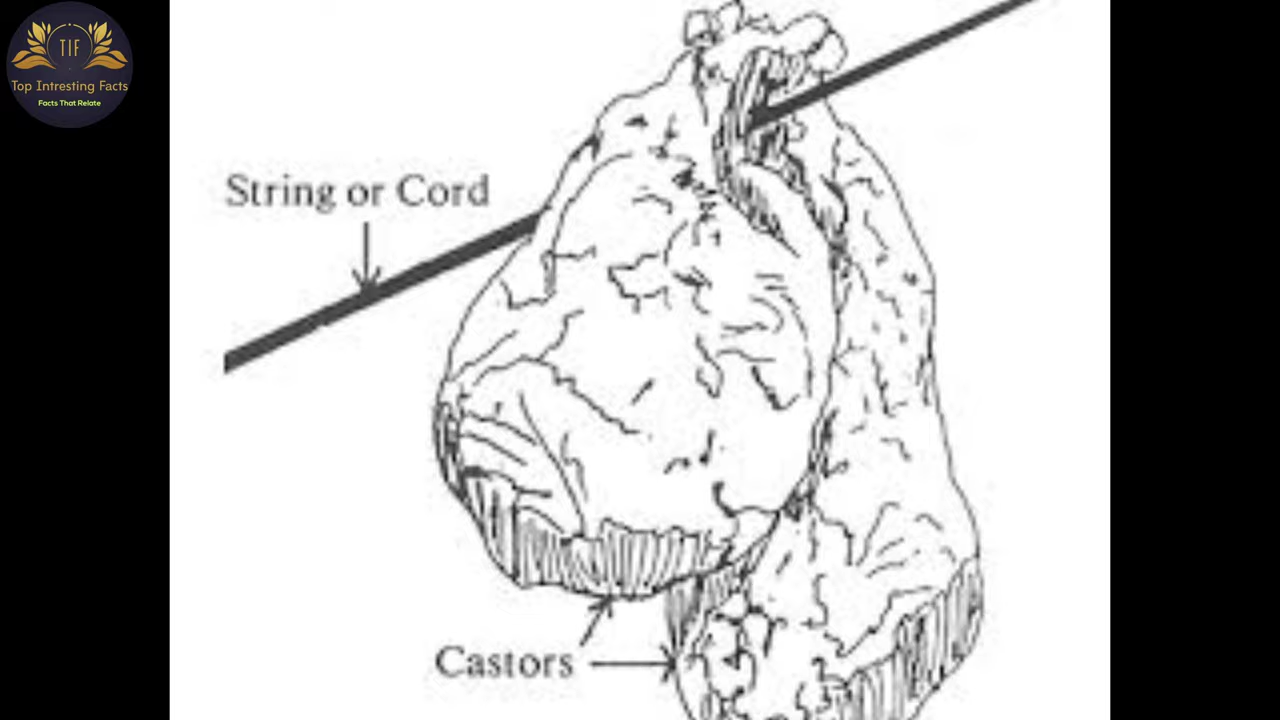 TIF
Top Intresting Facts
Facts That Relate
String or Cord
Castors